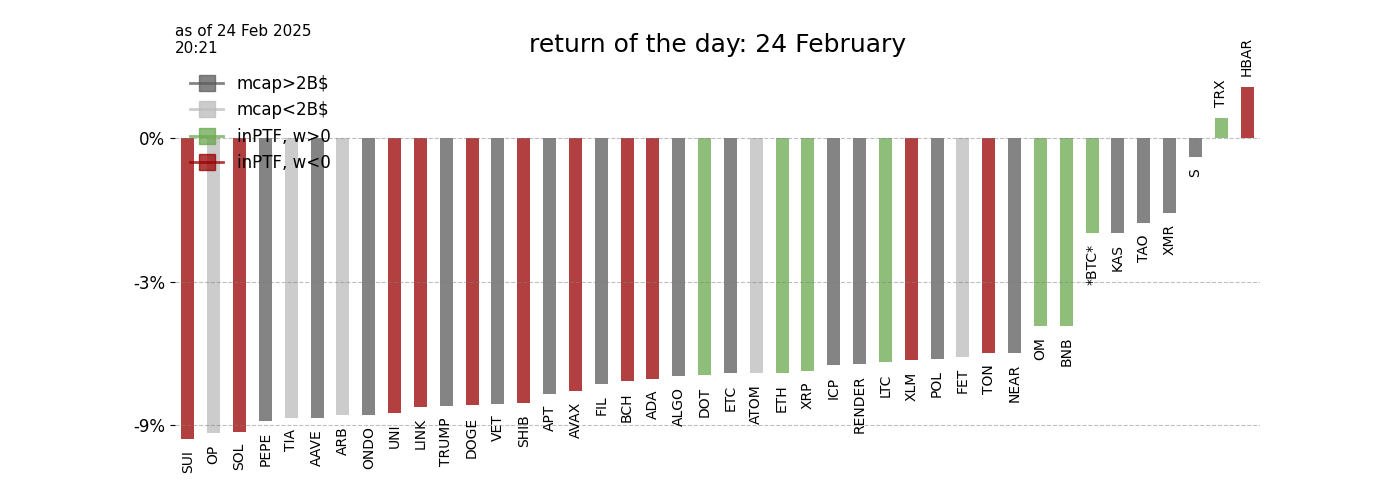 as of 24 Feb 2025
20:21
return of the day: 24 February
mcap>2B$
mcap<2B$
inPTF, w>0
inPTF, w<0
0%
-3%
-9%
SUI
OP
SOL
PEPE
TIA
AAVE
ARB
ONDO
UNI
LINK
TRUMP
DOGE
VET
SHIB
APT
AVAX
FIL
BCH
ADA
ALGO
DOT
ETC
ATOM
ETH
XRP
ICP
RENDER
LTC
XLM
POL
FET
TON
NEAR
OM
BNB
*BTC*
KAS
TAO
XMR
S
TRX
HBAR